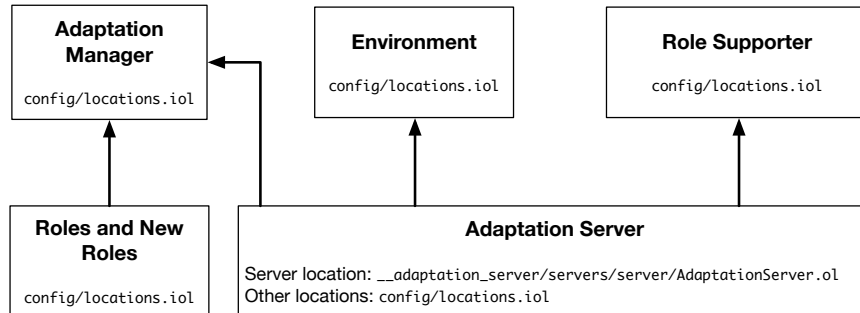 Adaptation
Manager
config/locations.iol
Environment
config/locations.iol
Role Supporter
config/locations.iol
Roles and New
Roles
config/locations.iol
Adaptation Server
Server location: __adaptation_server/servers/server/AdaptationServer.ol
Other locations: config/locations.iol